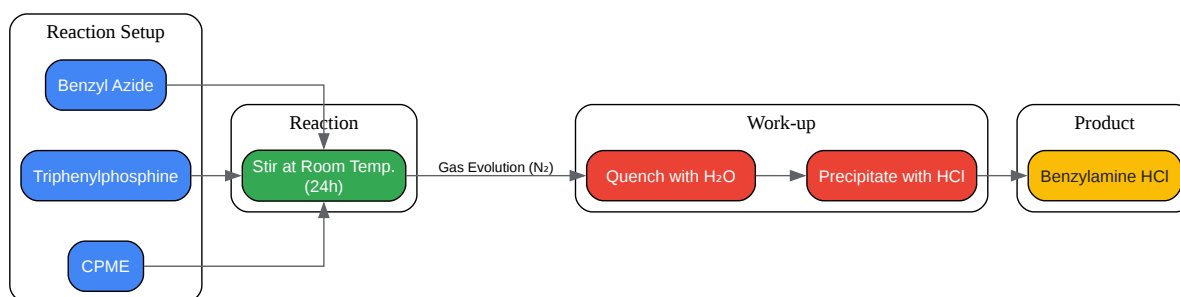 Reaction Setup
Benzyl Azide
Triphenylphosphine
CPME
Reaction
Stir at Room Temp.
(24h)
Gas Evolution (N₂)
Work-up
Quench with H₂O
Precipitate with HCl
Product
Benzylamine HCl